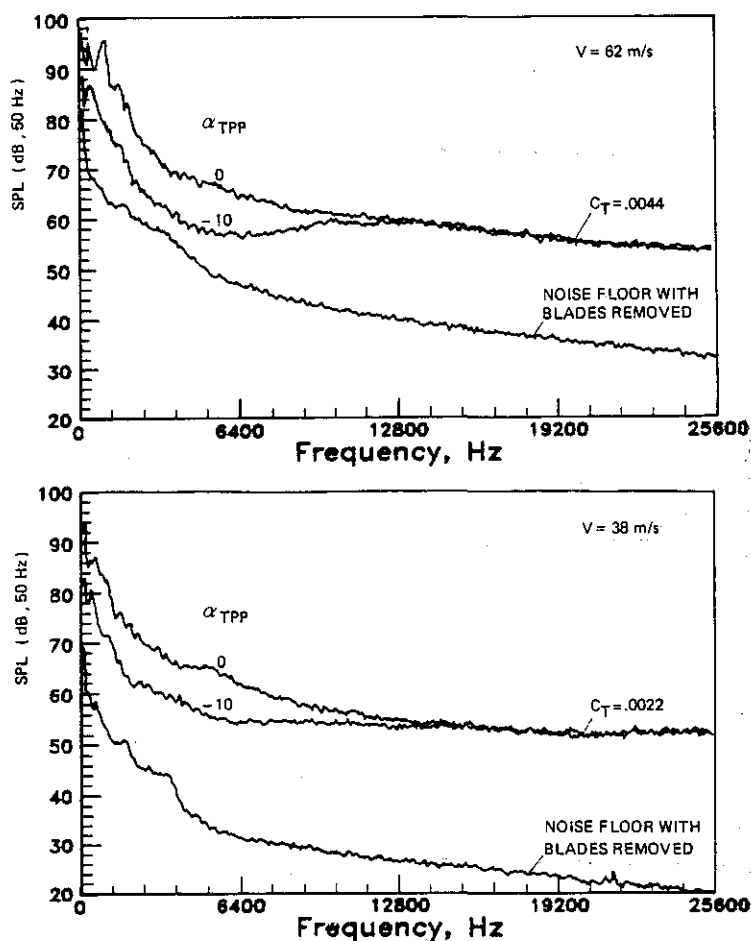 100
90
80
70
60
50
40
30
20
SPL (dB, 50 Hz)
V = 62 m/s
α TPP
0
−10
C_T = .0044
NOISE FLOOR WITH
BLADES REMOVED
0
6400
12800
19200
25600
Frequency, Hz
100
90
80
70
60
50
40
30
20
SPL (dB, 50 Hz)
V = 38 m/s
α TPP
0
−10
C_T = .0022
NOISE FLOOR WITH
BLADES REMOVED
0
6400
12800
19200
25600
Frequency, Hz